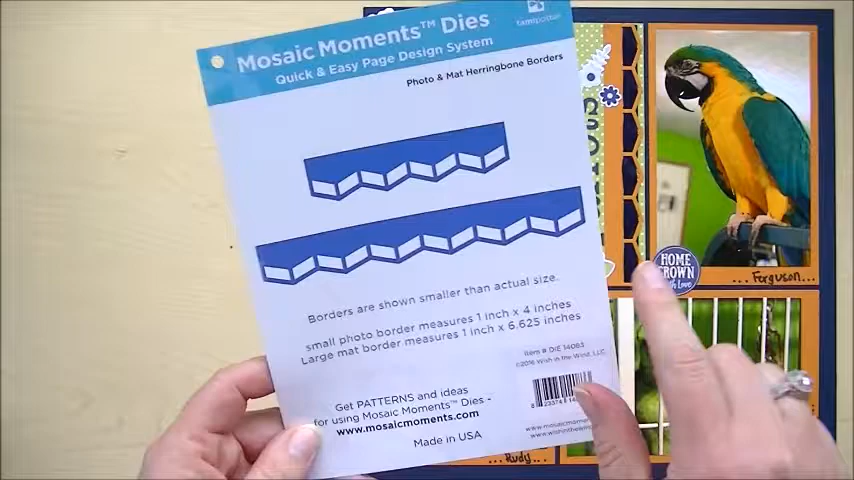 Mosaic Moments™ Dies
Quick & Easy Page Design System
Photo & Mat Herringbone Borders
Borders are shown smaller than actual size.
small photo border measures 1 inch x 4 inches
Large mat border measures 1 inch x 6.625 inches
Item # DIE 14083
©2016 Wish in the Wind, LLC
Get PATTERNS and ideas
for using Mosaic Moments™ Dies -
www.mosaicmoments.com
Made in USA
HOME
GROWN
with Love
...Ferguson...
...Rudy..